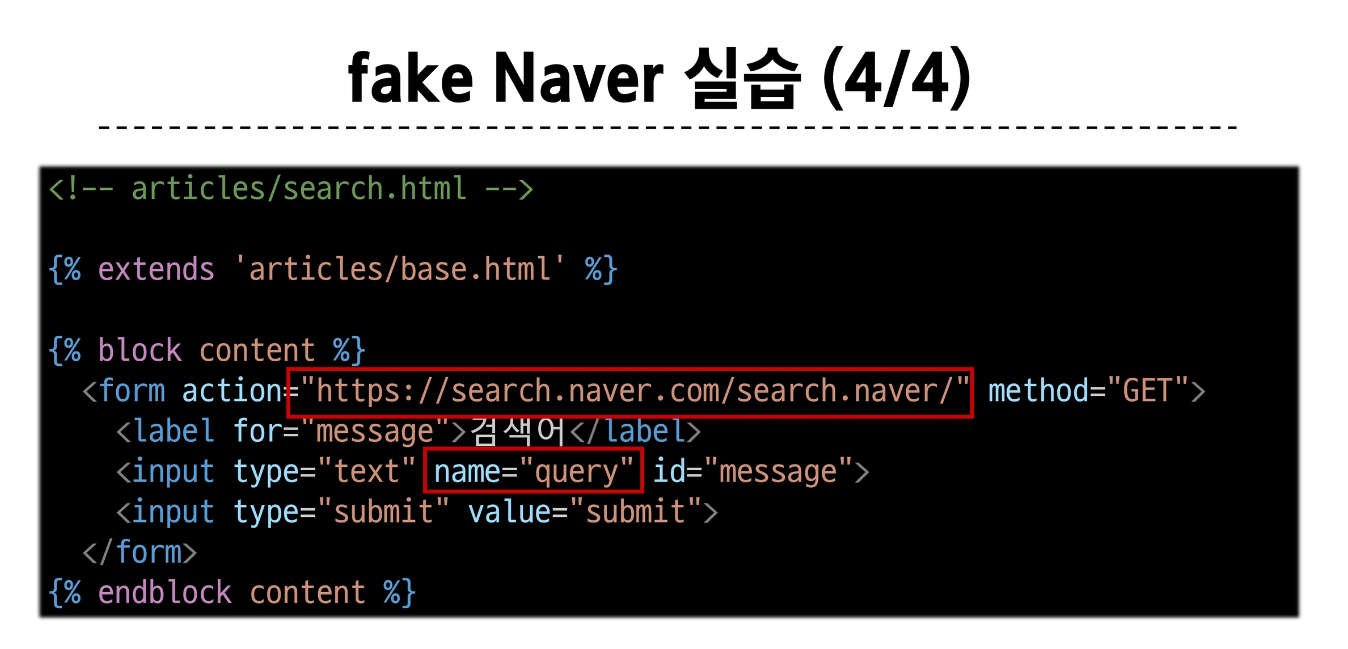 fake Naver 실습 (4/4)
<!-- articles/search.html -->
{% extends 'articles/base.html' %}
{% block content %}
<form action="https://search.naver.com/search.naver/" method="GET">
<label for="message">검색어</label>
<input type="text" name="query" id="message">
<input type="submit" value="submit">
</form>
{% endblock content %}